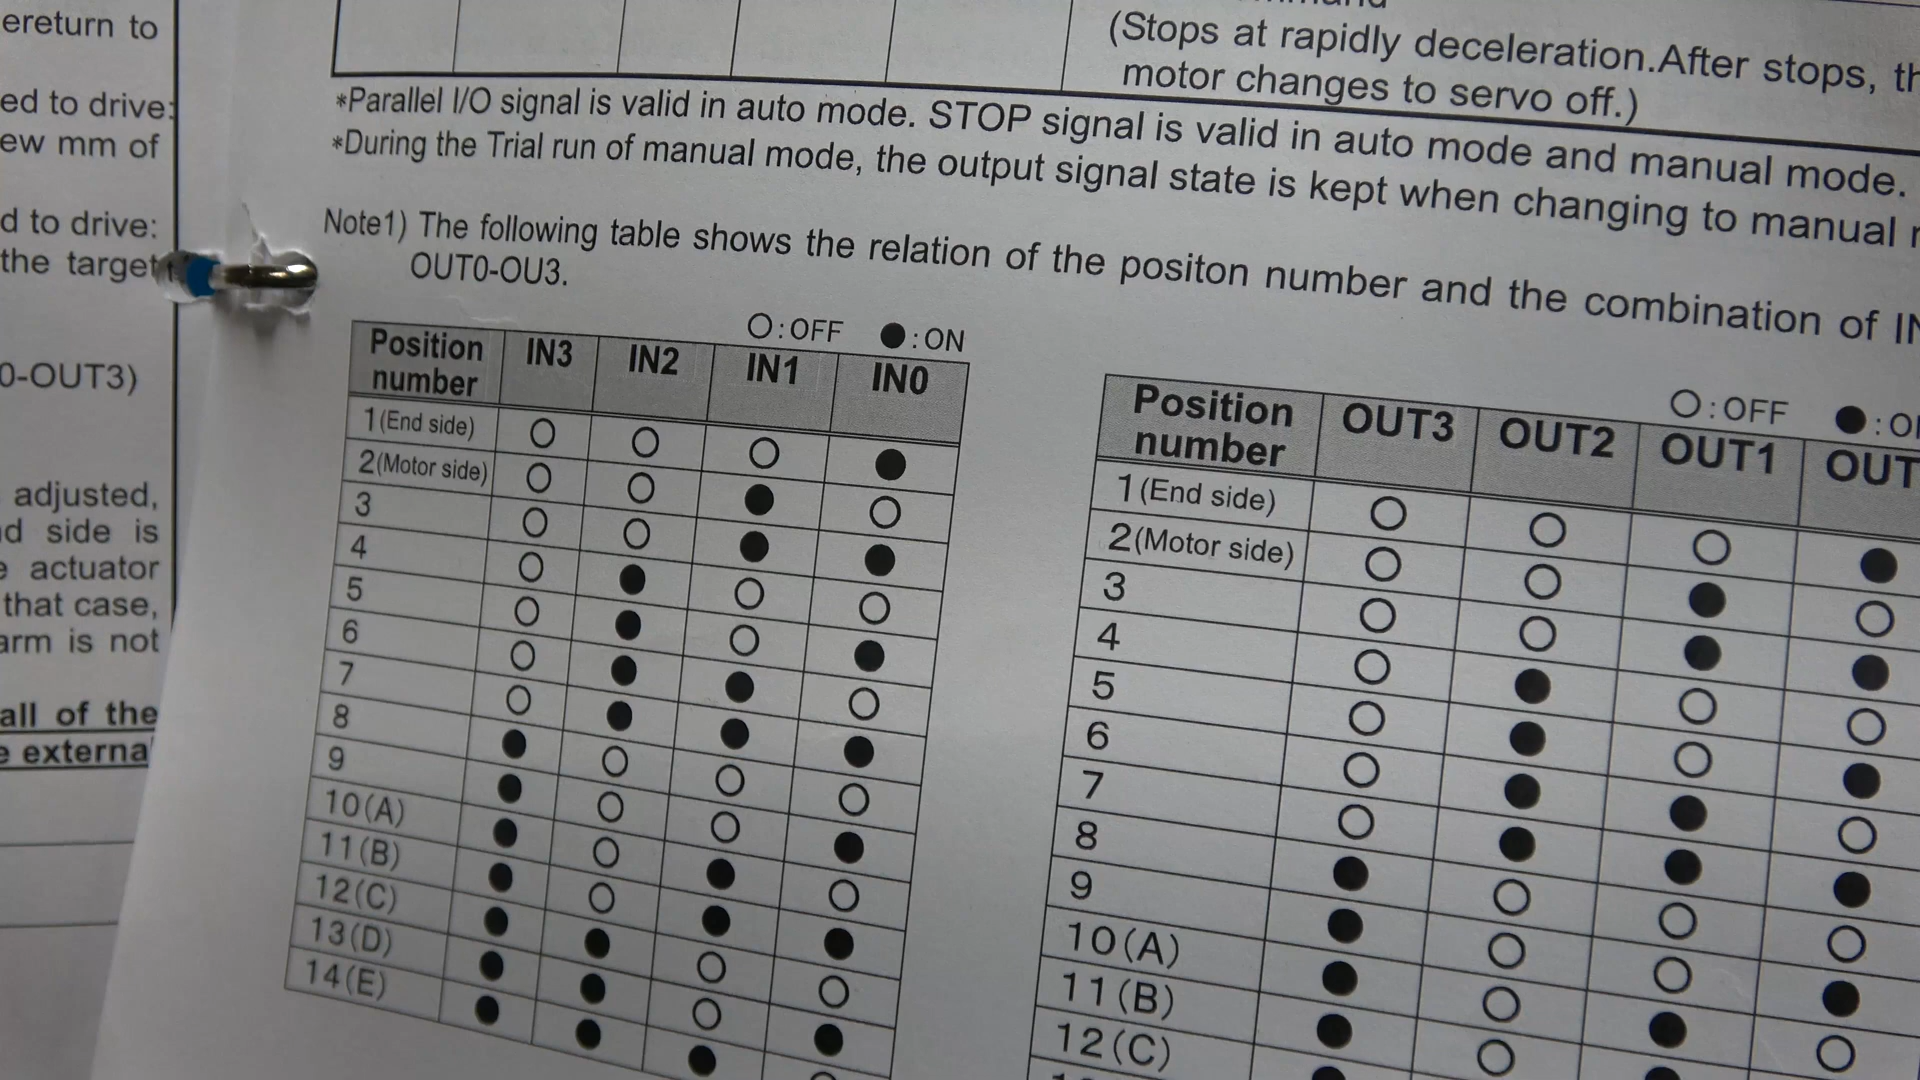 ereturn to
ed to drive:
ew mm of
d to drive:
the target
0-OUT3)
adjusted,
d side is
e actuator
that case,
arm is not
all of the
e external
(Stops at rapidly deceleration.After stops, th
motor changes to servo off.)
*Parallel I/O signal is valid in auto mode. STOP signal is valid in auto mode and manual mode.
*During the Trial run of manual mode, the output signal state is kept when changing to manual
Note1) The following table shows the relation of the positon number and the combination of IN
OUT0-OU3.
○:OFF ●:ON
Position number IN3 IN2 IN1 IN0
1(End side) ○ ○ ○ ●
2(Motor side) ○ ○ ● ○
3 ○ ○ ● ●
4 ○ ● ○ ○
5 ○ ● ○ ●
6 ○ ● ● ○
7 ○ ● ● ●
8 ● ○ ○ ○
9 ● ○ ○ ●
10(A) ● ○ ● ○
11(B) ● ○ ● ●
12(C) ● ● ○ ○
13(D) ● ● ○ ●
14(E) ● ● ● ○
○:OFF ●:O
Position number OUT3 OUT2 OUT1 OUT
1(End side) ○ ○ ○ ●
2(Motor side) ○ ○ ● ○
3 ○ ○ ● ●
4 ○ ● ○ ○
5 ○ ● ○ ●
6 ○ ● ● ○
7 ○ ● ● ●
8 ● ○ ○ ○
9 ● ○ ○ ●
10(A) ● ○ ● ○
11(B) ●
12(C)